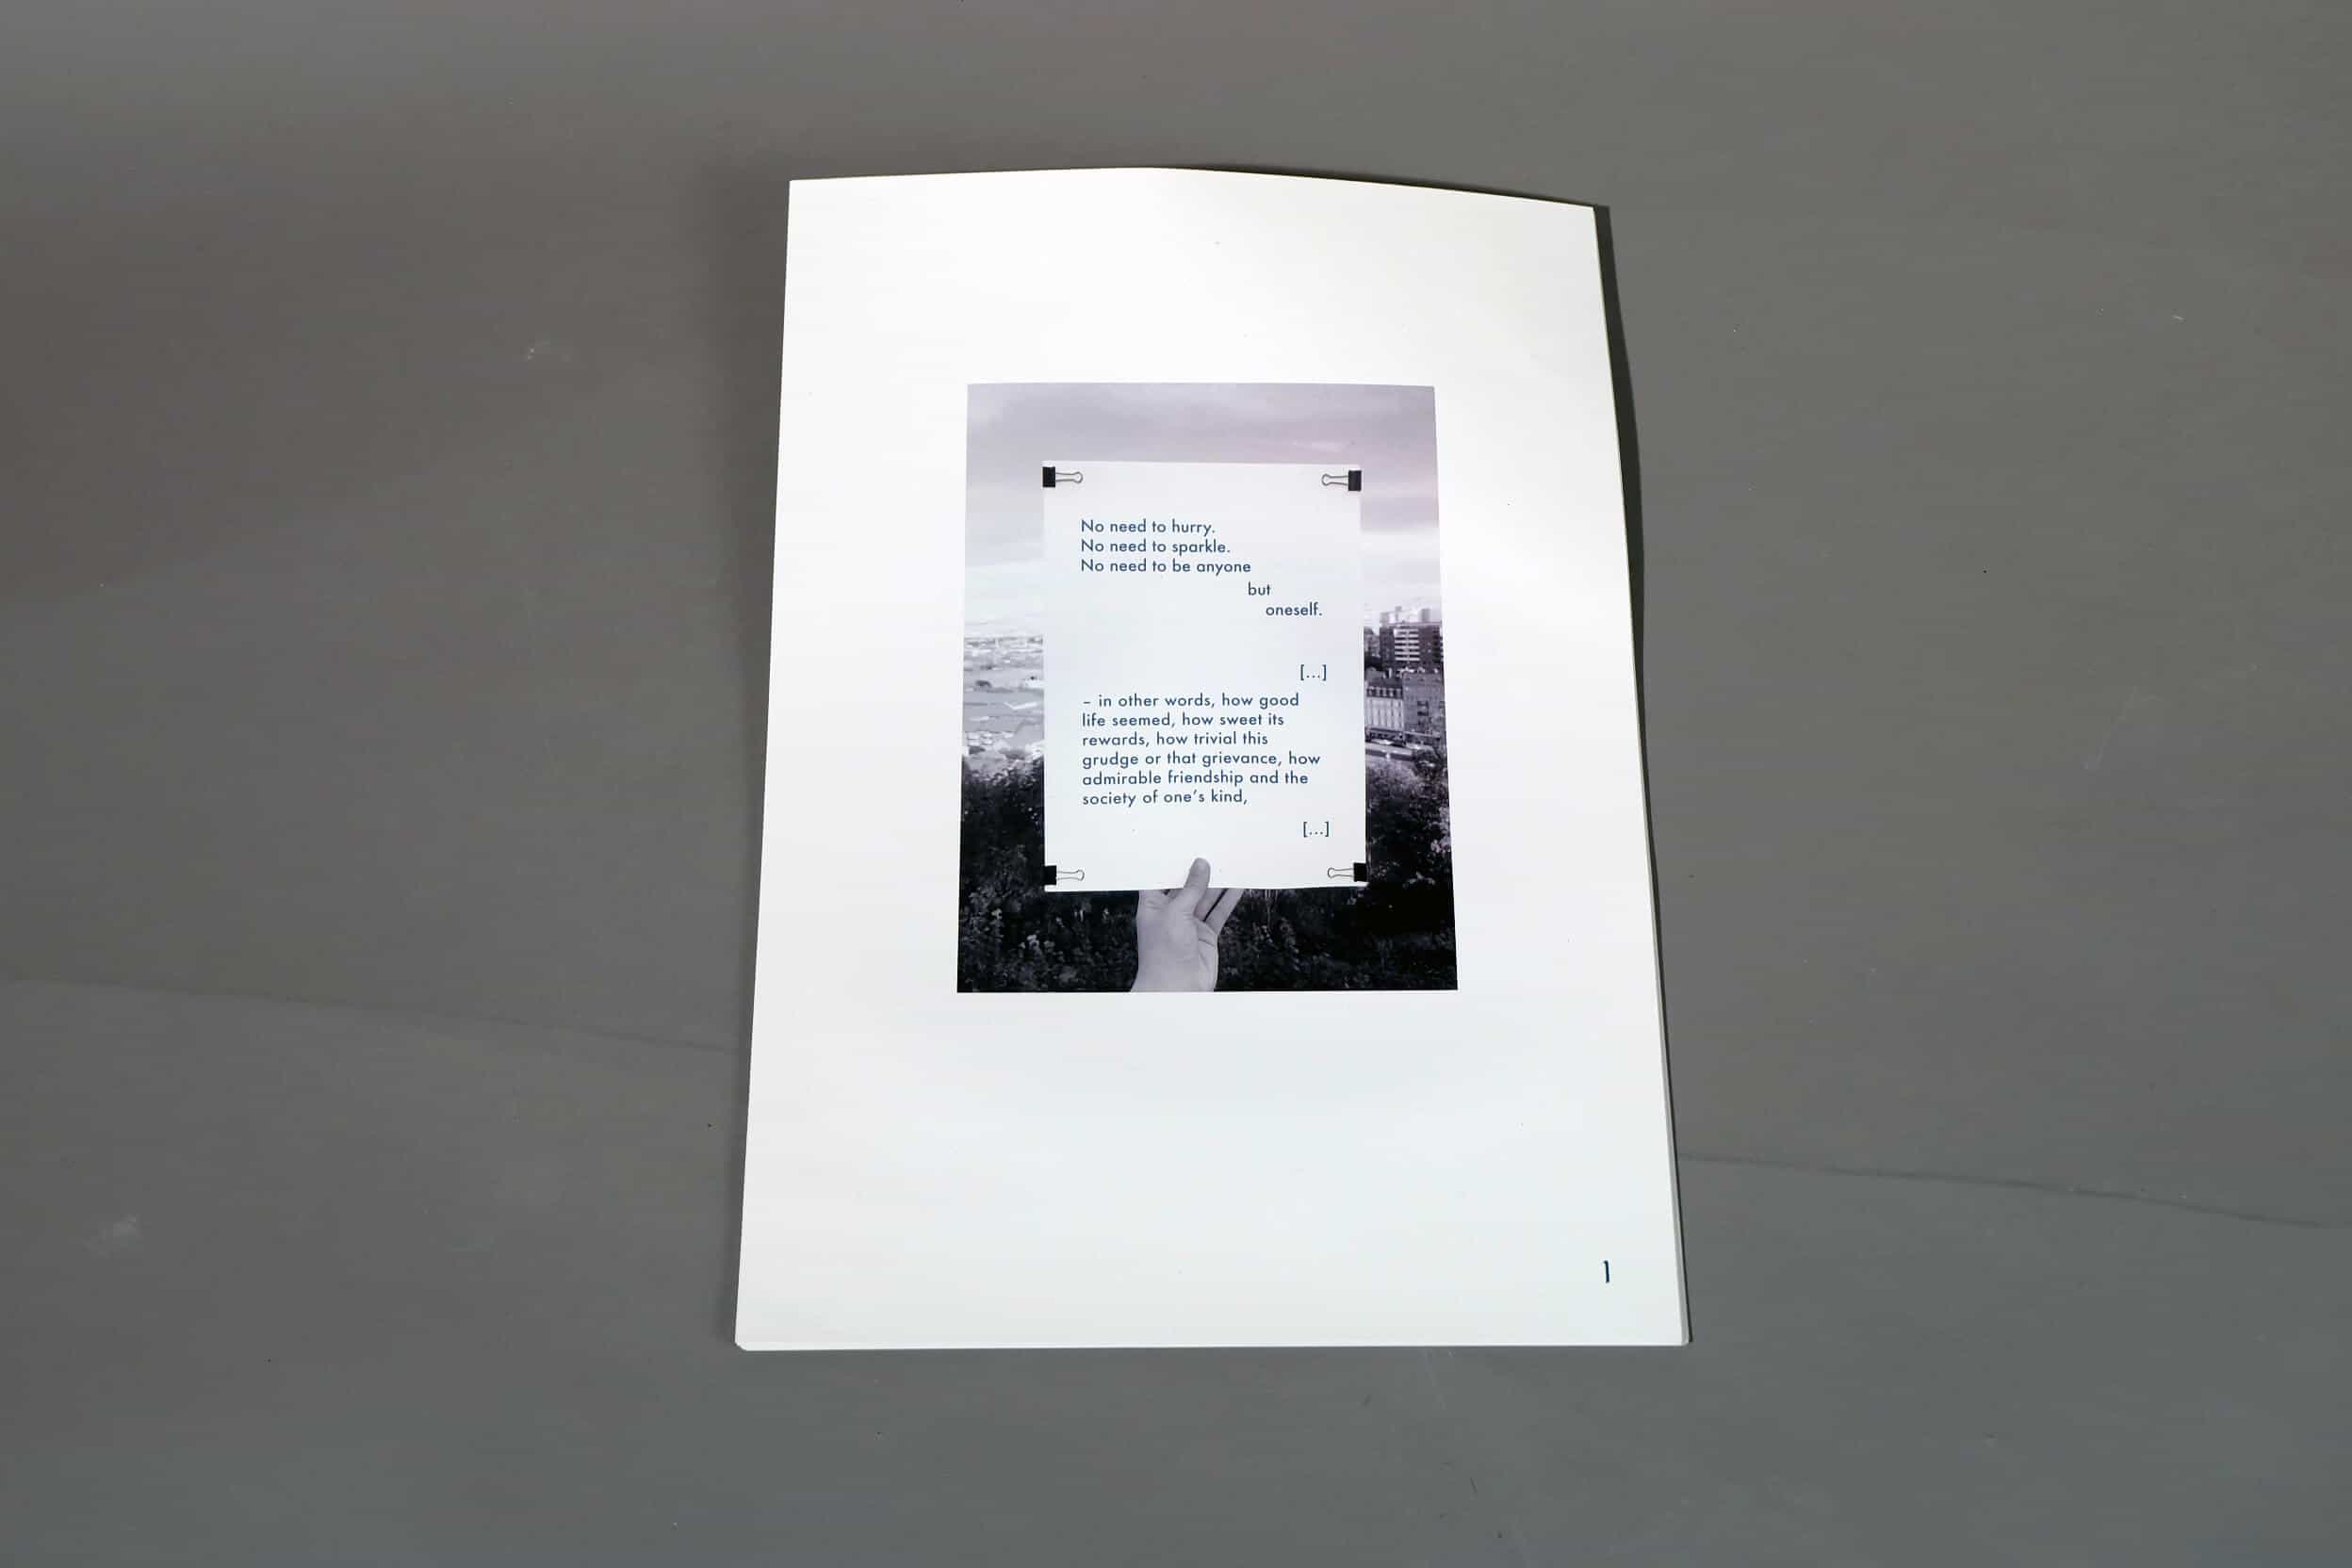 No need to hurry.
No need to sparkle.
No need to be anyone
but
oneself.
[...]
– in other words, how good
life seemed, how sweet its
rewards, how trivial this
grudge or that grievance, how
admirable friendship and the
society of one's kind,
[...]
1